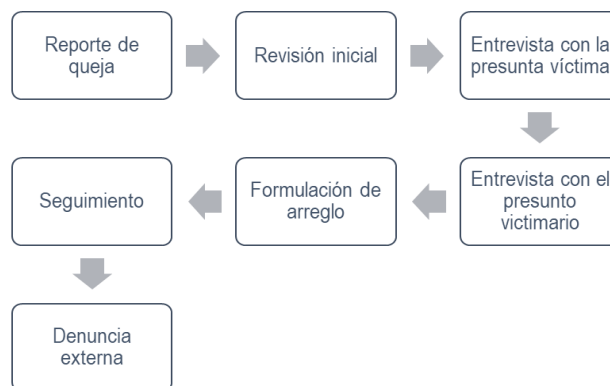 Reporte de
queja
Revisión inicial
Entrevista con la
presunta víctima
Entrevista con el
presunto
victimario
Formulación de
arreglo
Seguimiento
Denuncia
externa